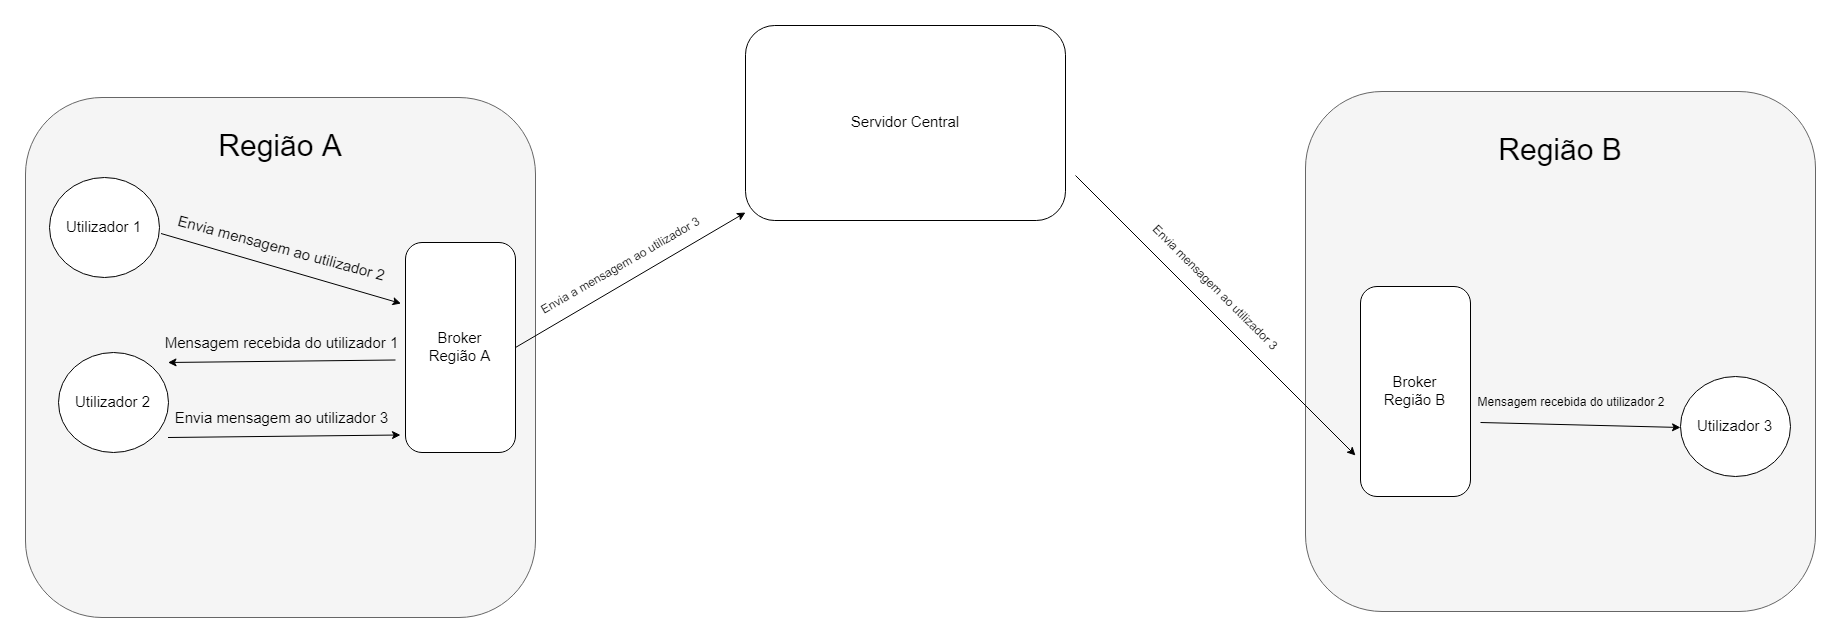 Região A
Utilizador 1
Envia mensagem ao utilizador 2
Mensagem recebida do utilizador 1
Utilizador 2
Envia mensagem ao utilizador 3
Broker
Região A
Envia a mensagem ao utilizador 3
Servidor Central
Envia mensagem ao utilizador 3
Região B
Broker
Região B
Mensagem recebida do utilizador 2
Utilizador 3